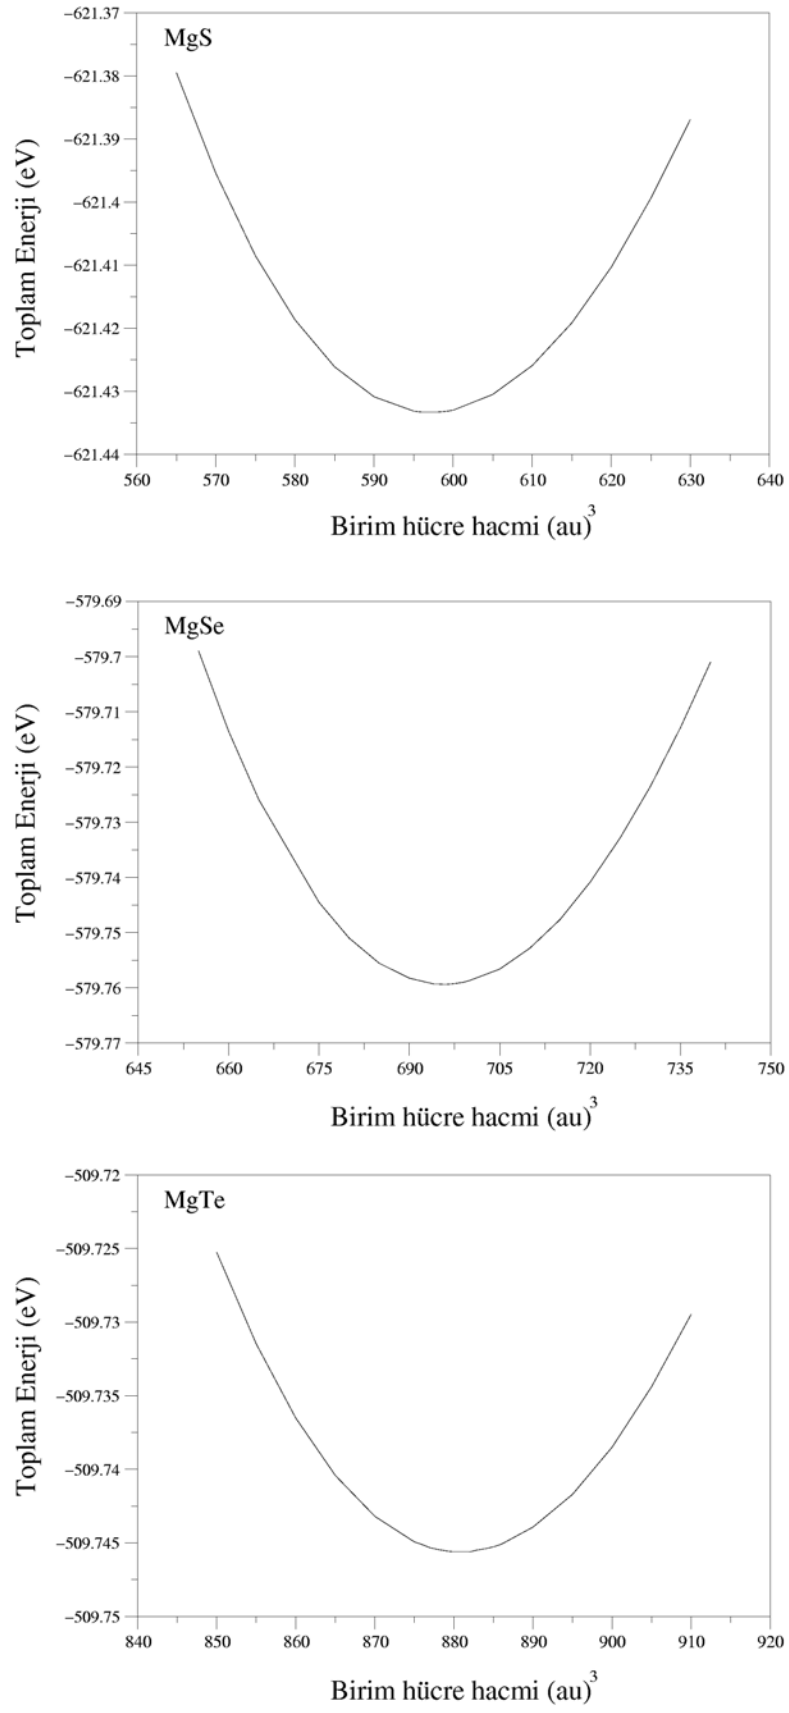 MgS
Toplam Enerji (eV)
−621.37
−621.38
−621.39
−621.4
−621.41
−621.42
−621.43
−621.44
560 570 580 590 600 610 620 630 640
Birim hücre hacmi (au)³
MgSe
Toplam Enerji (eV)
−579.69
−579.7
−579.71
−579.72
−579.73
−579.74
−579.75
−579.76
−579.77
645 660 675 690 705 720 735 750
Birim hücre hacmi (au)³
MgTe
Toplam Enerji (eV)
−509.72
−509.725
−509.73
−509.735
−509.74
−509.745
−509.75
840 850 860 870 880 890 900 910 920
Birim hücre hacmi (au)³